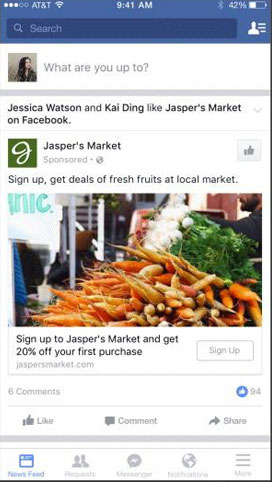 AT&T 9:41 AM 42%
Search
What are you up to?
Jessica Watson and Kai Ding like Jasper's Market
on Facebook.
Jasper's Market
Sponsored ·
Sign up, get deals of fresh fruits at local market.
NIC.
Sign up to Jasper's Market and get
20% off your first purchase
jaspersmarket.com
Sign Up
6 Comments
94
Like Comment Share
News Feed Requests Messenger Notifications More